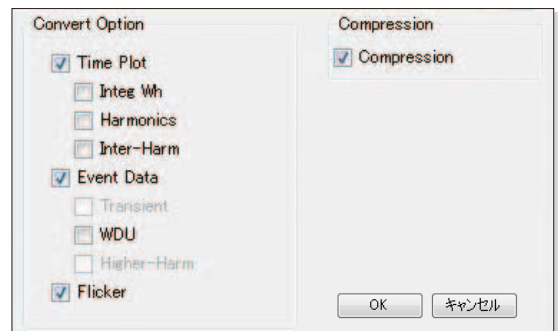 Convert Option
Time Plot
Integ Wh
Harmonics
Inter-Harm
Event Data
Transient
WDU
Higher-Harm
Flicker
Compression
Compression
OK
キャンセル